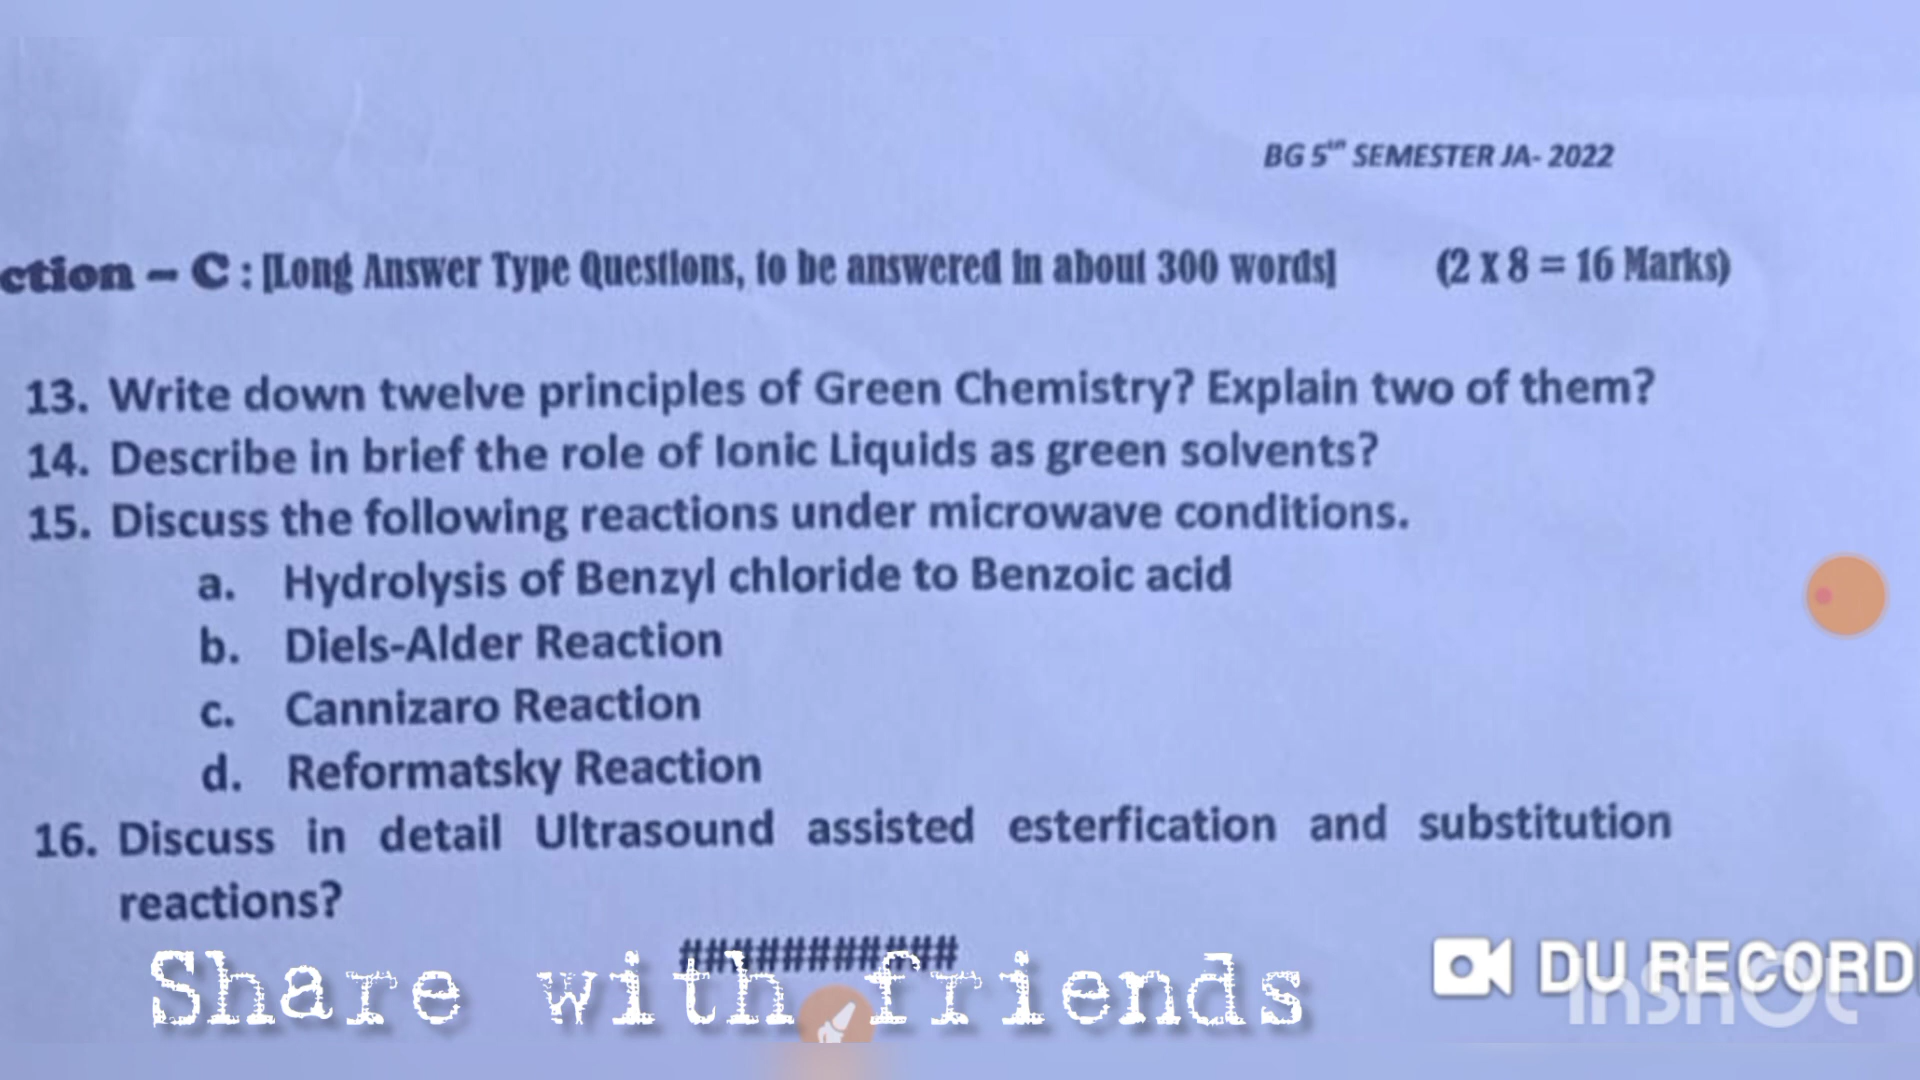 BG 5th SEMESTER JA- 2022
ction – C : [Long Answer Type Questions, to be answered in about 300 words] (2 x 8 = 16 Marks)
13. Write down twelve principles of Green Chemistry? Explain two of them?
14. Describe in brief the role of Ionic Liquids as green solvents?
15. Discuss the following reactions under microwave conditions.
a. Hydrolysis of Benzyl chloride to Benzoic acid
b. Diels-Alder Reaction
c. Cannizaro Reaction
d. Reformatsky Reaction
16. Discuss in detail Ultrasound assisted esterfication and substitution
reactions?
###########
Share with friends
DU RECORD
InShOt